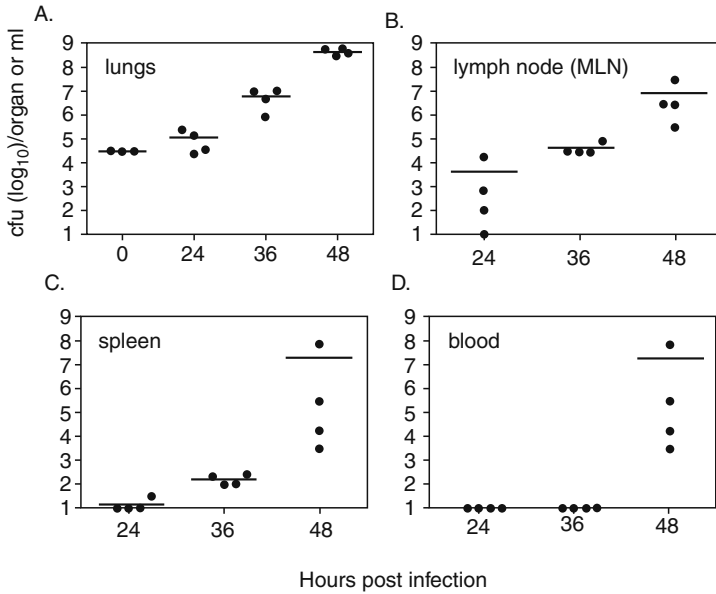 A.
lungs
cfu (log10)/organ or ml
9
8
7
6
5
4
3
2
1
0 24 36 48
B.
lymph node (MLN)
9
8
7
6
5
4
3
2
1
24 36 48
C.
spleen
9
8
7
6
5
4
3
2
1
24 36 48
D.
blood
9
8
7
6
5
4
3
2
1
24 36 48
Hours post infection